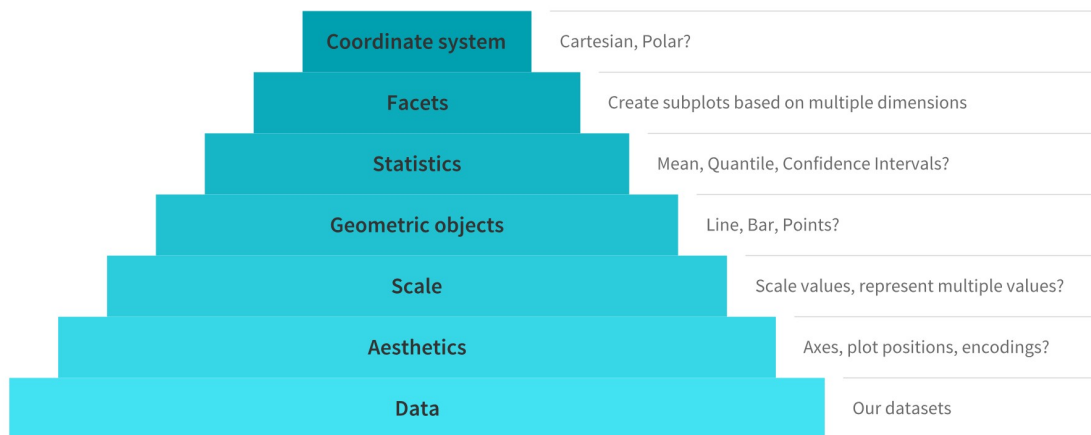 Coordinate system
Cartesian, Polar?
Facets
Create subplots based on multiple dimensions
Statistics
Mean, Quantile, Confidence Intervals?
Geometric objects
Line, Bar, Points?
Scale
Scale values, represent multiple values?
Aesthetics
Axes, plot positions, encodings?
Data
Our datasets